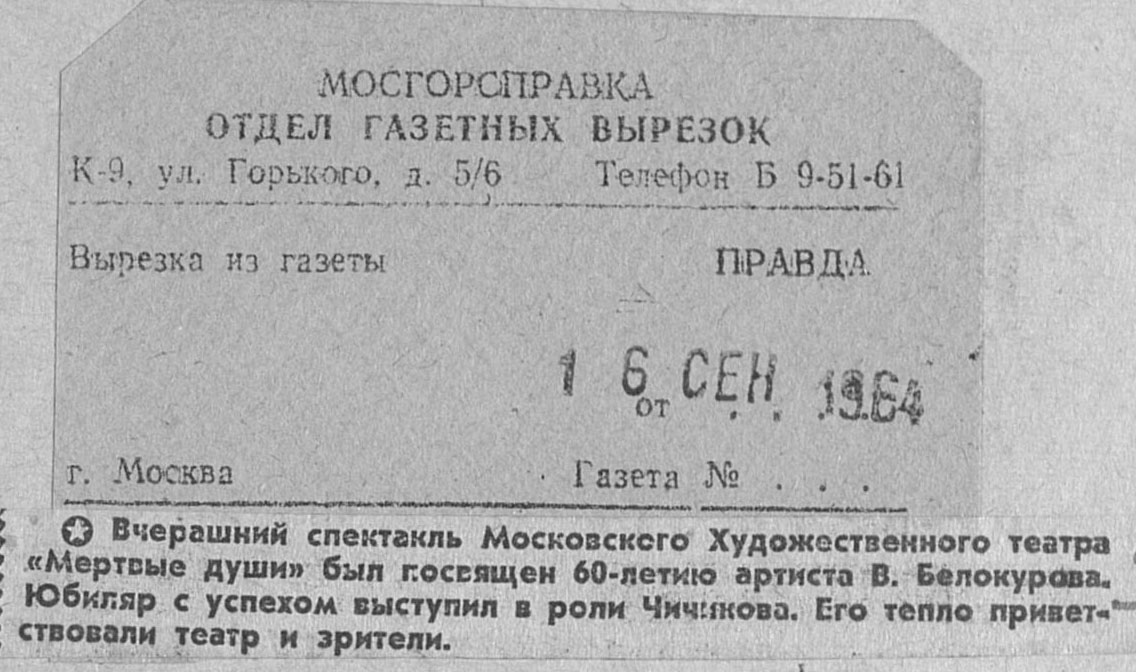 МОСГОРСПРАВКА
ОТДЕЛ ГАЗЕТНЫХ ВЫРЕЗОК
К-9, ул. Горького, д. 5/6 Телефон Б 9-51-61
Вырезка из газеты ПРАВДА
16 СЕН 1964
от . . .
г. Москва Газета № . . .
✪ Вчерашний спектакль Московского Художественного театра
«Мертвые души» был посвящен 60-летию артиста В. Белокурова.
Юбиляр с успехом выступил в роли Чичикова. Его тепло приветствовали театр и зрители.